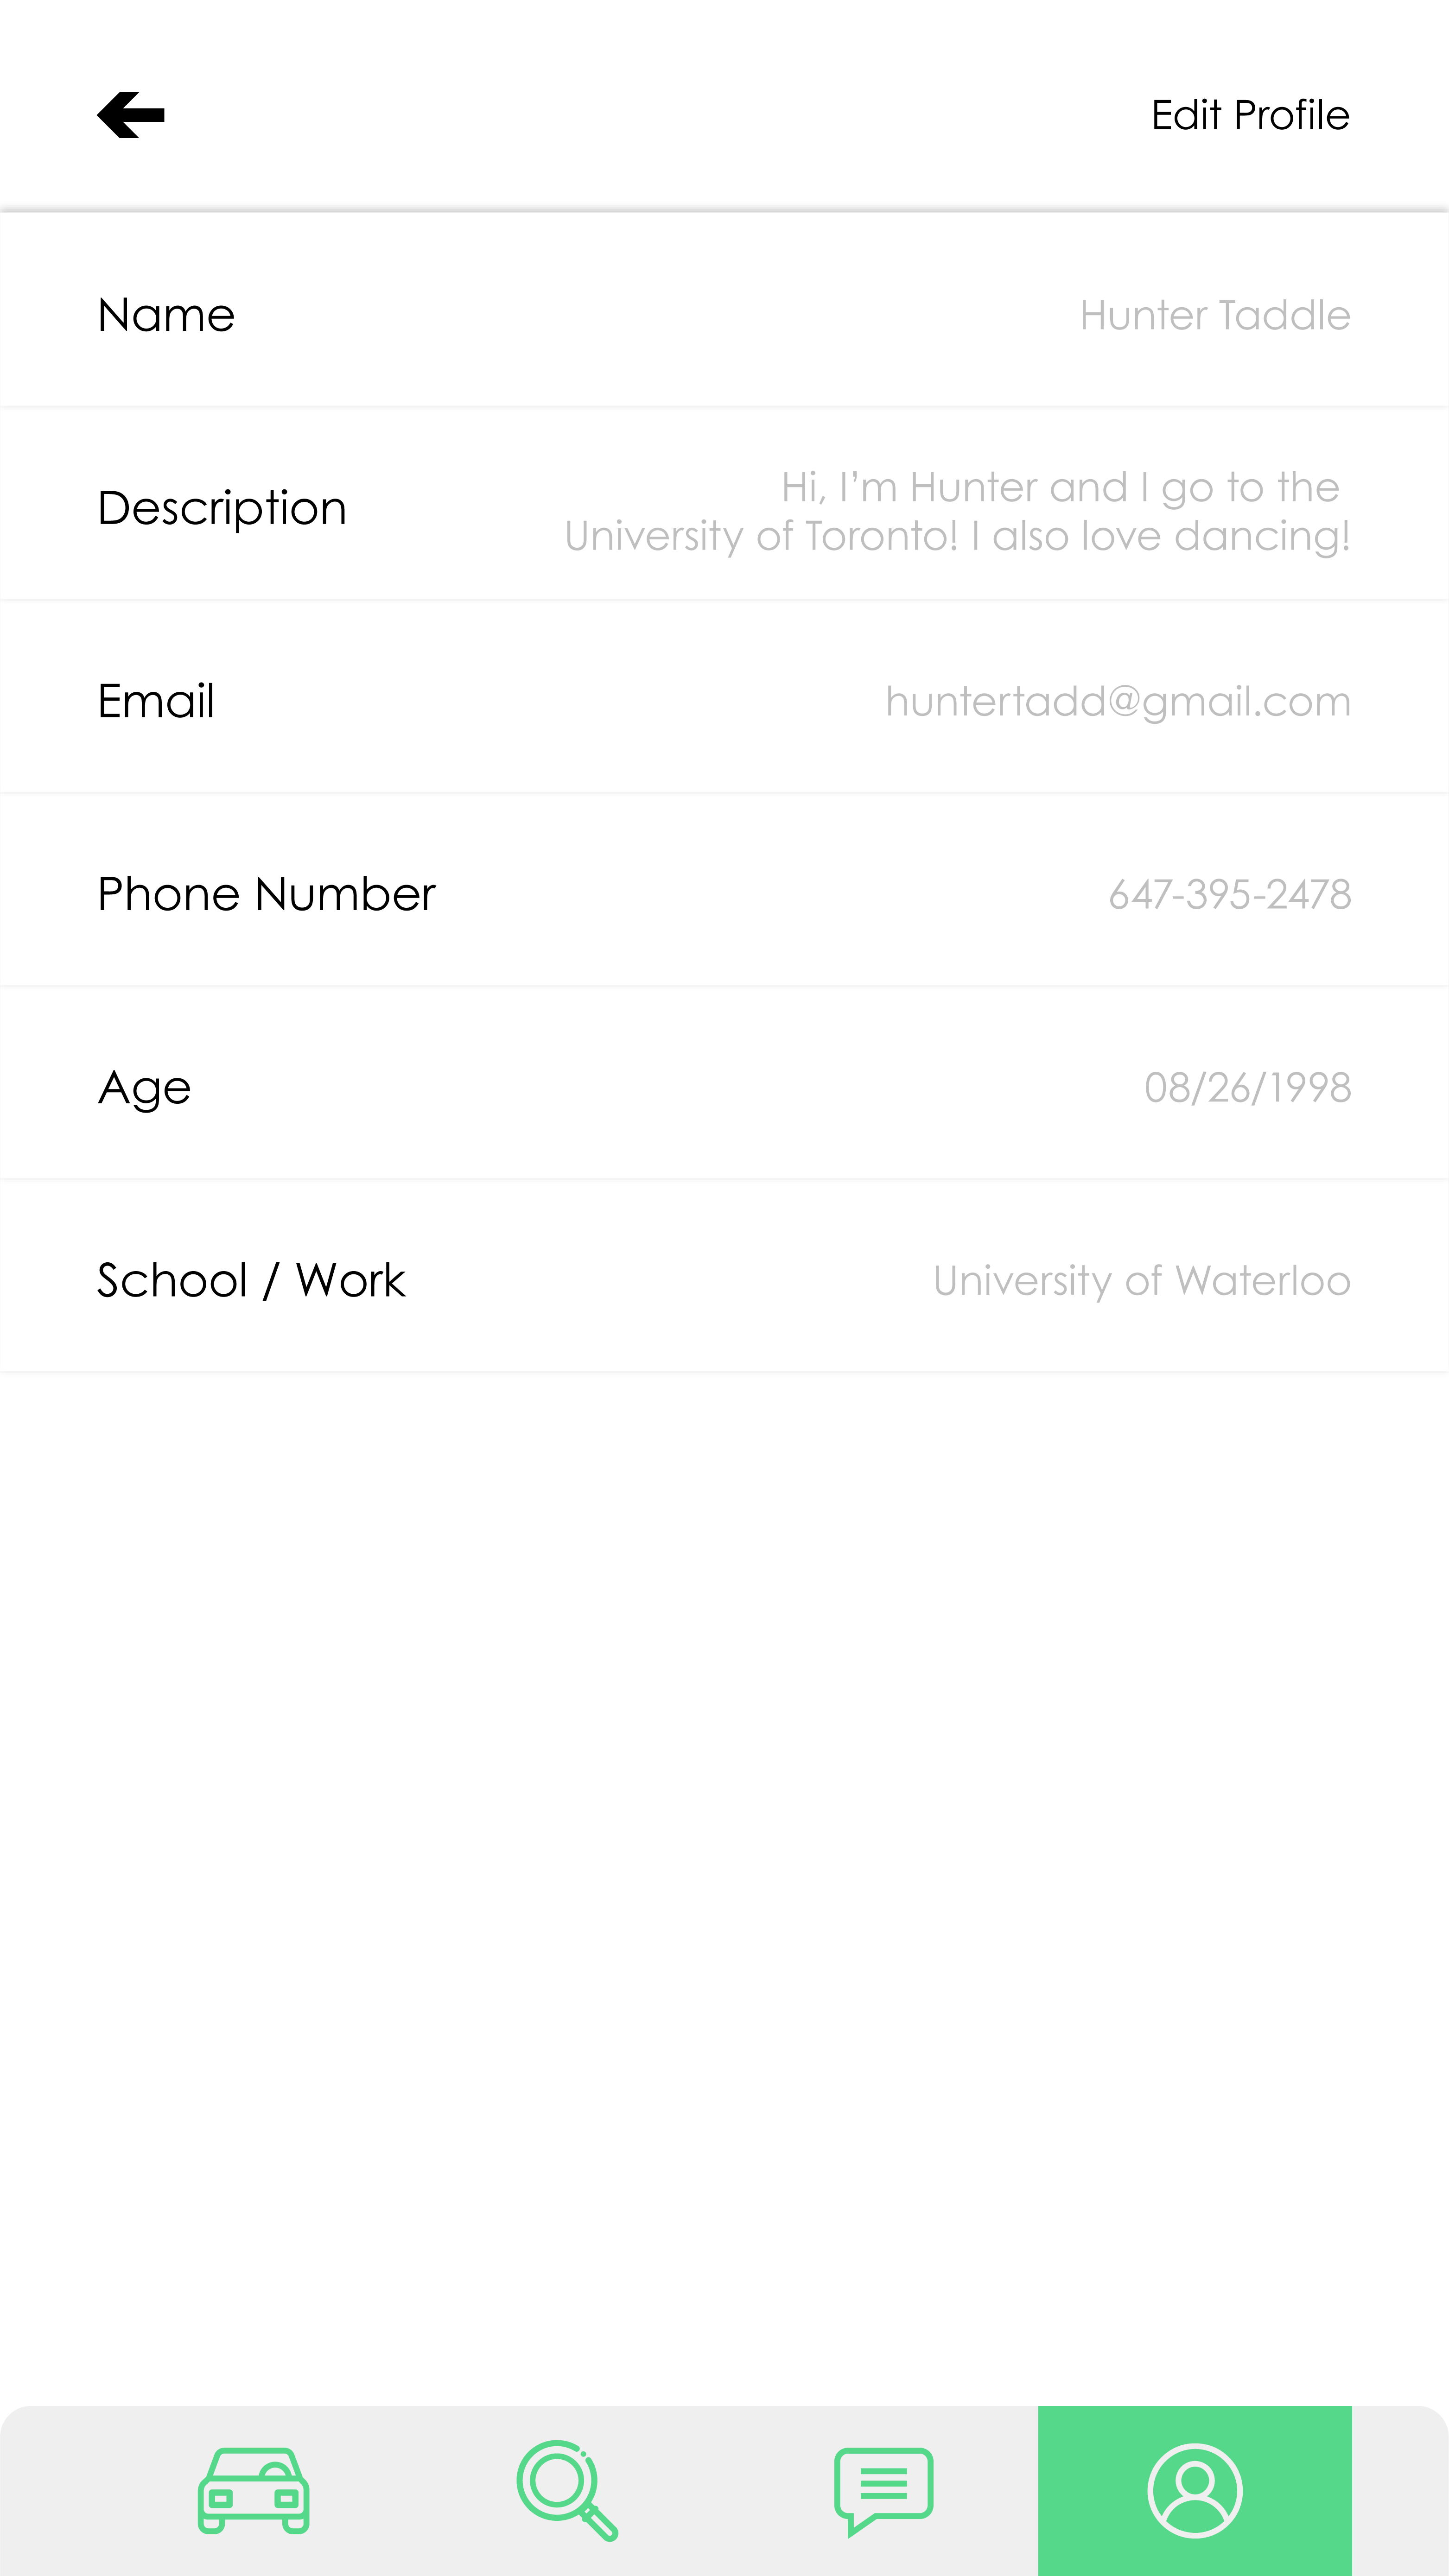 Edit Profile
Name
Hunter Taddle
Description
Hi, I’m Hunter and I go to the
University of Toronto! I also love dancing!
Email
huntertadd@gmail.com
Phone Number
647-395-2478
Age
08/26/1998
School / Work
University of Waterloo